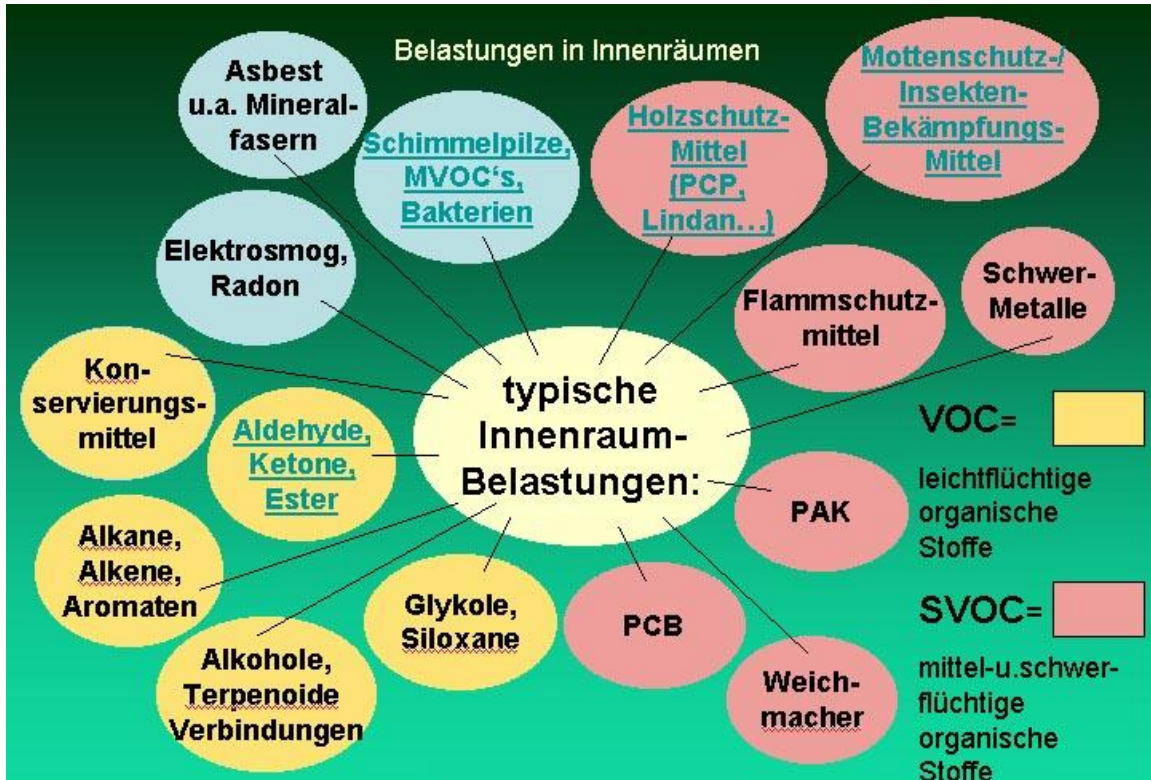 Belastungen in Innenräumen
Asbest
u.a. Mineral-
fasern
Schimmelpilze,
MVOC‘s,
Bakterien
Holzschutz-
Mittel
(PCP,
Lindan…)
Mottenschutz-/
Insekten-
Bekämpfungs-
Mittel
Elektrosmog,
Radon
Flammschutz-
mittel
Schwer-
Metalle
Kon-
servierungs-
mittel
Aldehyde,
Ketone,
Ester
typische
Innenraum-
Belastungen:
VOC=
leichtflüchtige
organische
Stoffe
PAK
Alkane,
Alkene,
Aromaten
Glykole,
Siloxane
PCB
SVOC=
mittel-u.schwer-
flüchtige
organische
Stoffe
Alkohole,
Terpenoide
Verbindungen
Weich-
macher